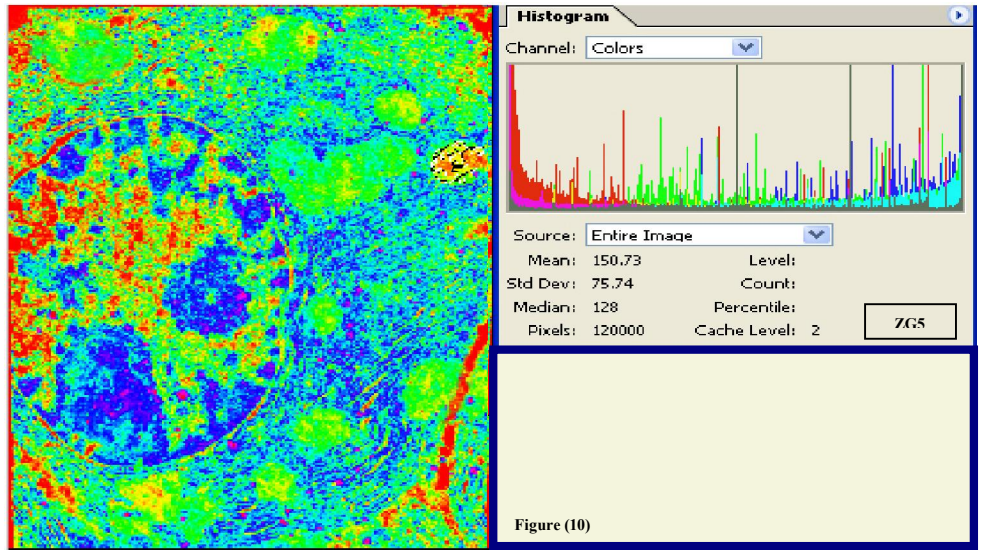 Histogram
Channel: Colors
Source: Entire Image
Mean: 150.73 Level:
Std Dev: 75.74 Count:
Median: 128 Percentile:
Pixels: 120000 Cache Level: 2
ZG5
Figure (10)